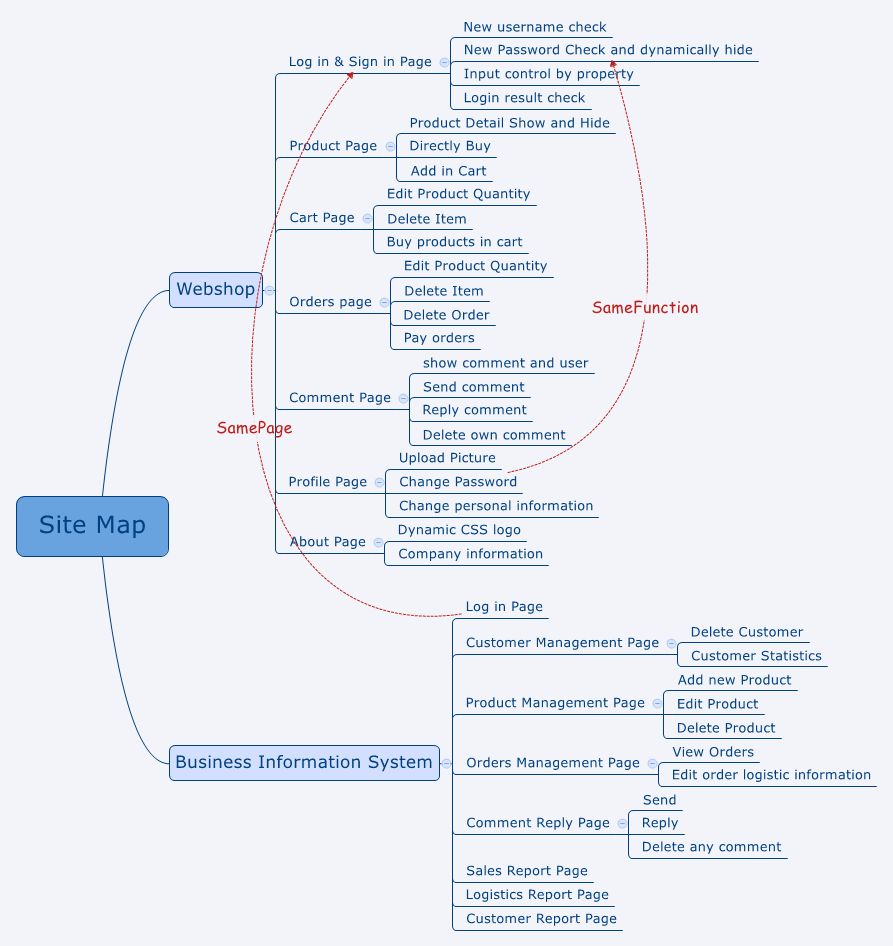 Site Map
Webshop
Log in & Sign in Page
New username check
New Password Check and dynamically hide
Input control by property
Login result check
Product Page
Product Detail Show and Hide
Directly Buy
Add in Cart
Cart Page
Edit Product Quantity
Delete Item
Buy products in cart
Orders page
Edit Product Quantity
Delete Item
Delete Order
Pay orders
Comment Page
show comment and user
Send comment
Reply comment
Delete own comment
Profile Page
Upload Picture
Change Password
Change personal information
About Page
Dynamic CSS logo
Company information
SamePage
SameFunction
Business Information System
Log in Page
Customer Management Page
Delete Customer
Customer Statistics
Product Management Page
Add new Product
Edit Product
Delete Product
Orders Management Page
View Orders
Edit order logistic information
Comment Reply Page
Send
Reply
Delete any comment
Sales Report Page
Logistics Report Page
Customer Report Page